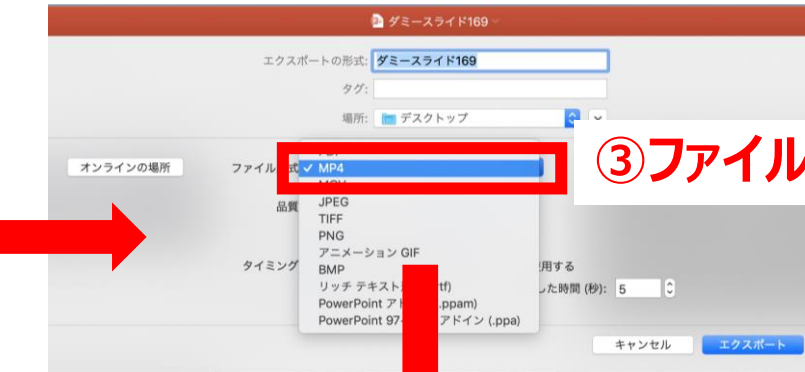 ダミースライド169
エクスポートの形式: ダミースライド169
タグ:
場所: デスクトップ
③ファイル
オンラインの場所 ファイル 式 ✓ MP4
品質
JPEG
TIFF
PNG
アニメーション GIF
タイミング BMP 用する
リッチ テキスト tf) した時間 (秒): 5
PowerPoint アド .ppam)
PowerPoint 97- アドイン (.ppa)
キャンセル エクスポート